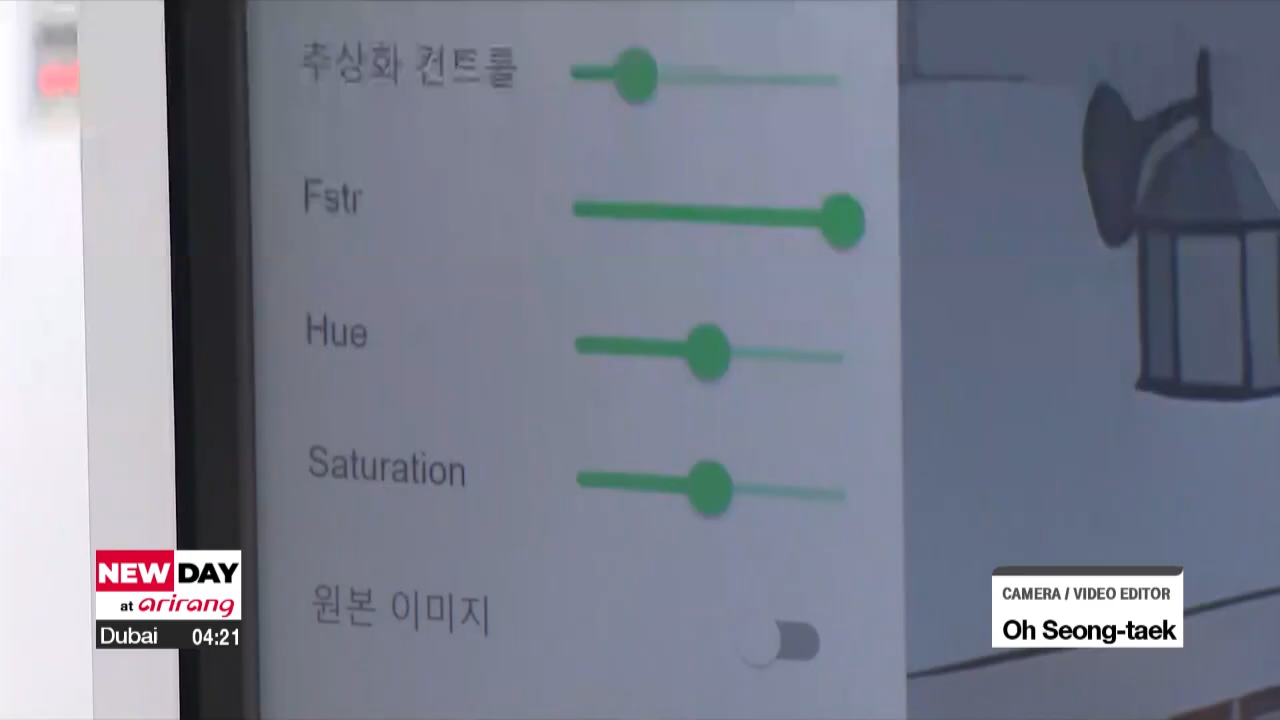 추상화 컨트롤
Fstr
Hue
Saturation
원본 이미지
NEW DAY
at arirang
Dubai 04:21
CAMERA / VIDEO EDITOR
Oh Seong-taek